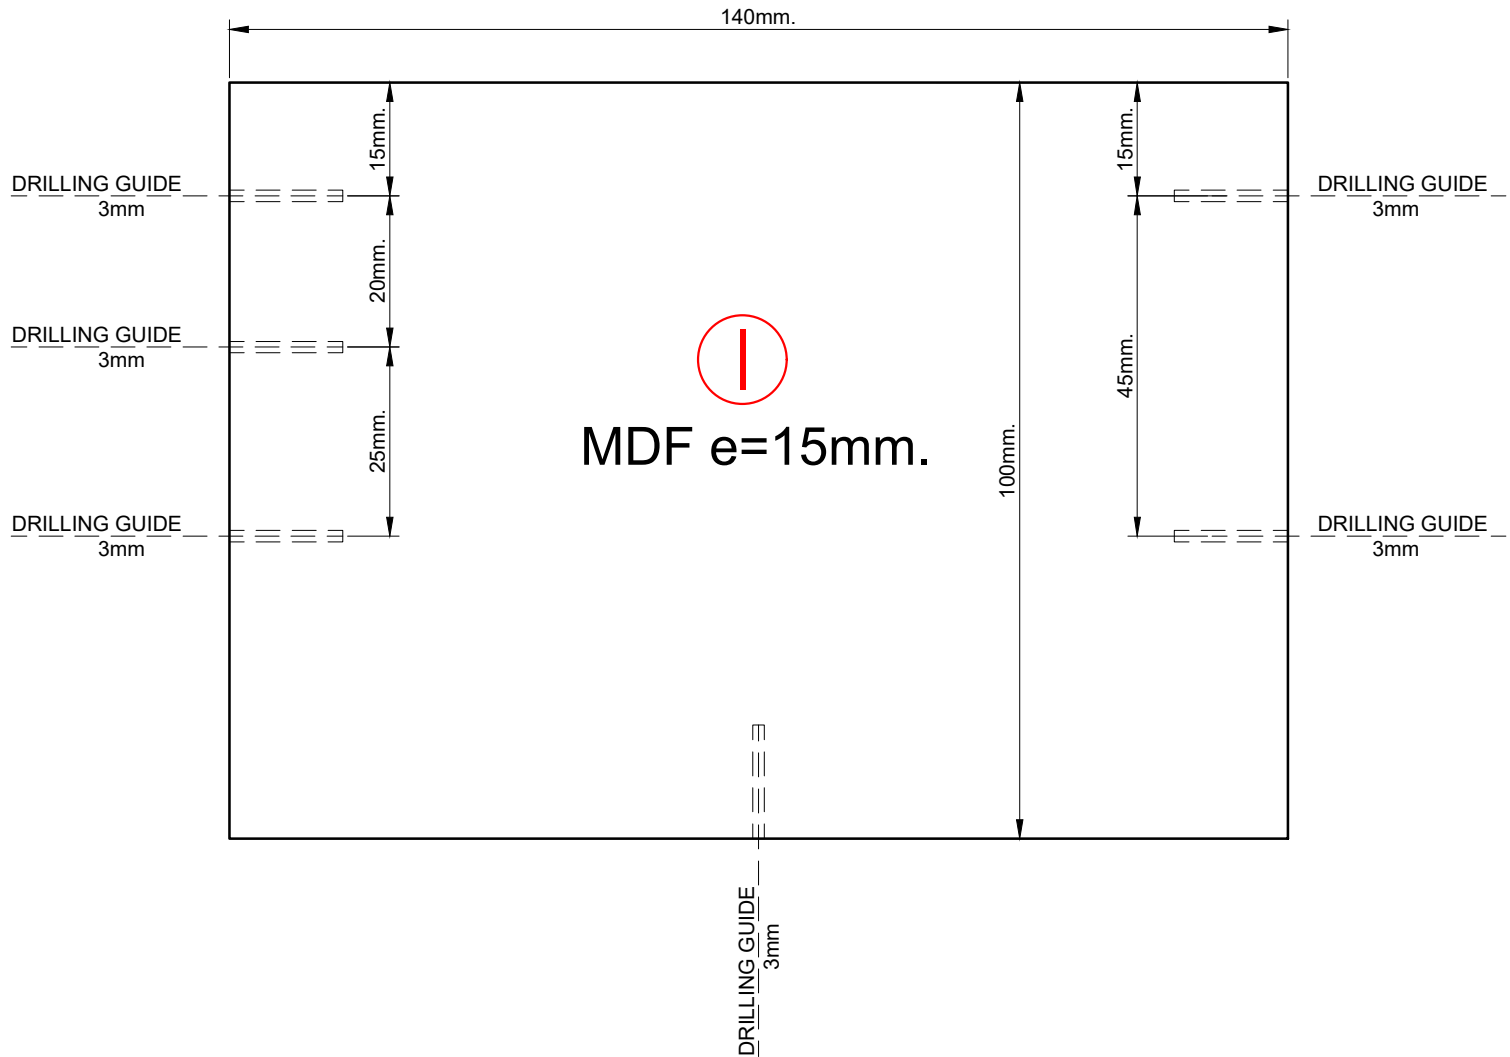 140mm.
15mm.
15mm.
DRILLING GUIDE
3mm
DRILLING GUIDE
3mm
20mm.
DRILLING GUIDE
3mm
I
45mm.
MDF e=15mm.
25mm.
100mm.
DRILLING GUIDE
3mm
DRILLING GUIDE
3mm
DRILLING GUIDE
3mm